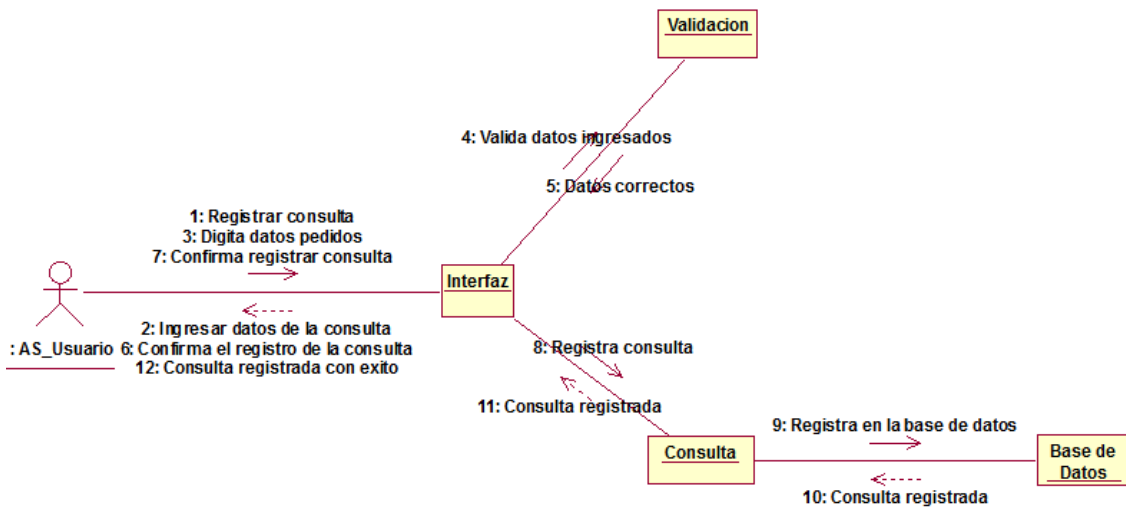 Validacion
4: Valida datos ingresados
5: Datos correctos
1: Registrar consulta
3: Digita datos pedidos
7: Confirma registrar consulta
Interfaz
: AS_Usuario
2: Ingresar datos de la consulta
6: Confirma el registro de la consulta
12: Consulta registrada con exito
8: Registra consulta
11: Consulta registrada
Consulta
9: Registra en la base de datos
10: Consulta registrada
Base de
Datos